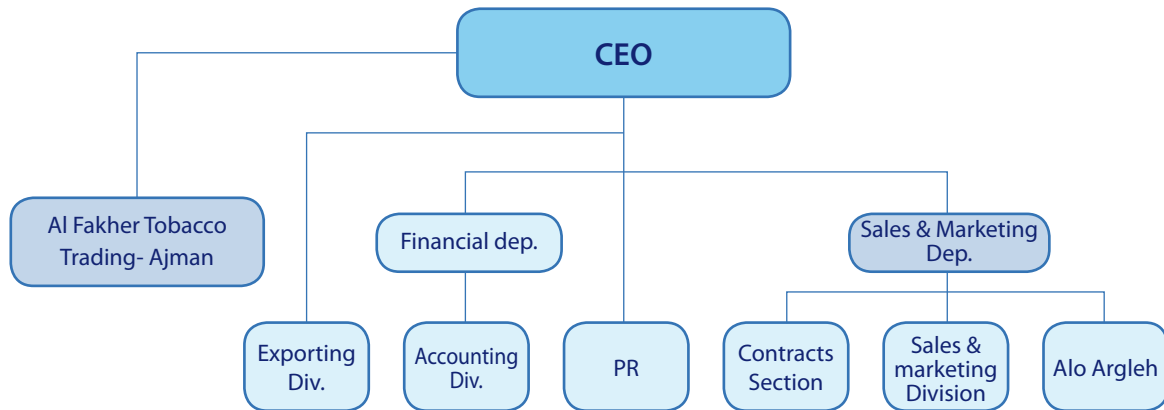 CEO
Al Fakher Tobacco
Trading- Ajman
Financial dep.
Sales & Marketing
Dep.
Exporting
Div.
Accounting
Div.
PR
Contracts
Section
Sales &
marketing
Division
Alo Argleh